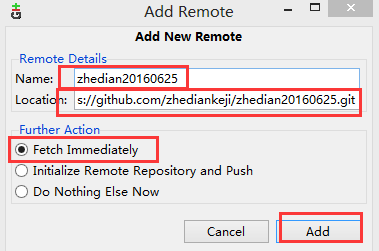 Add Remote
Add New Remote
Remote Details
Name: zhedian20160625
Location: s://github.com/zhediankeji/zhedian20160625.git
Further Action
Fetch Immediately
Initialize Remote Repository and Push
Do Nothing Else Now
Cancel Add